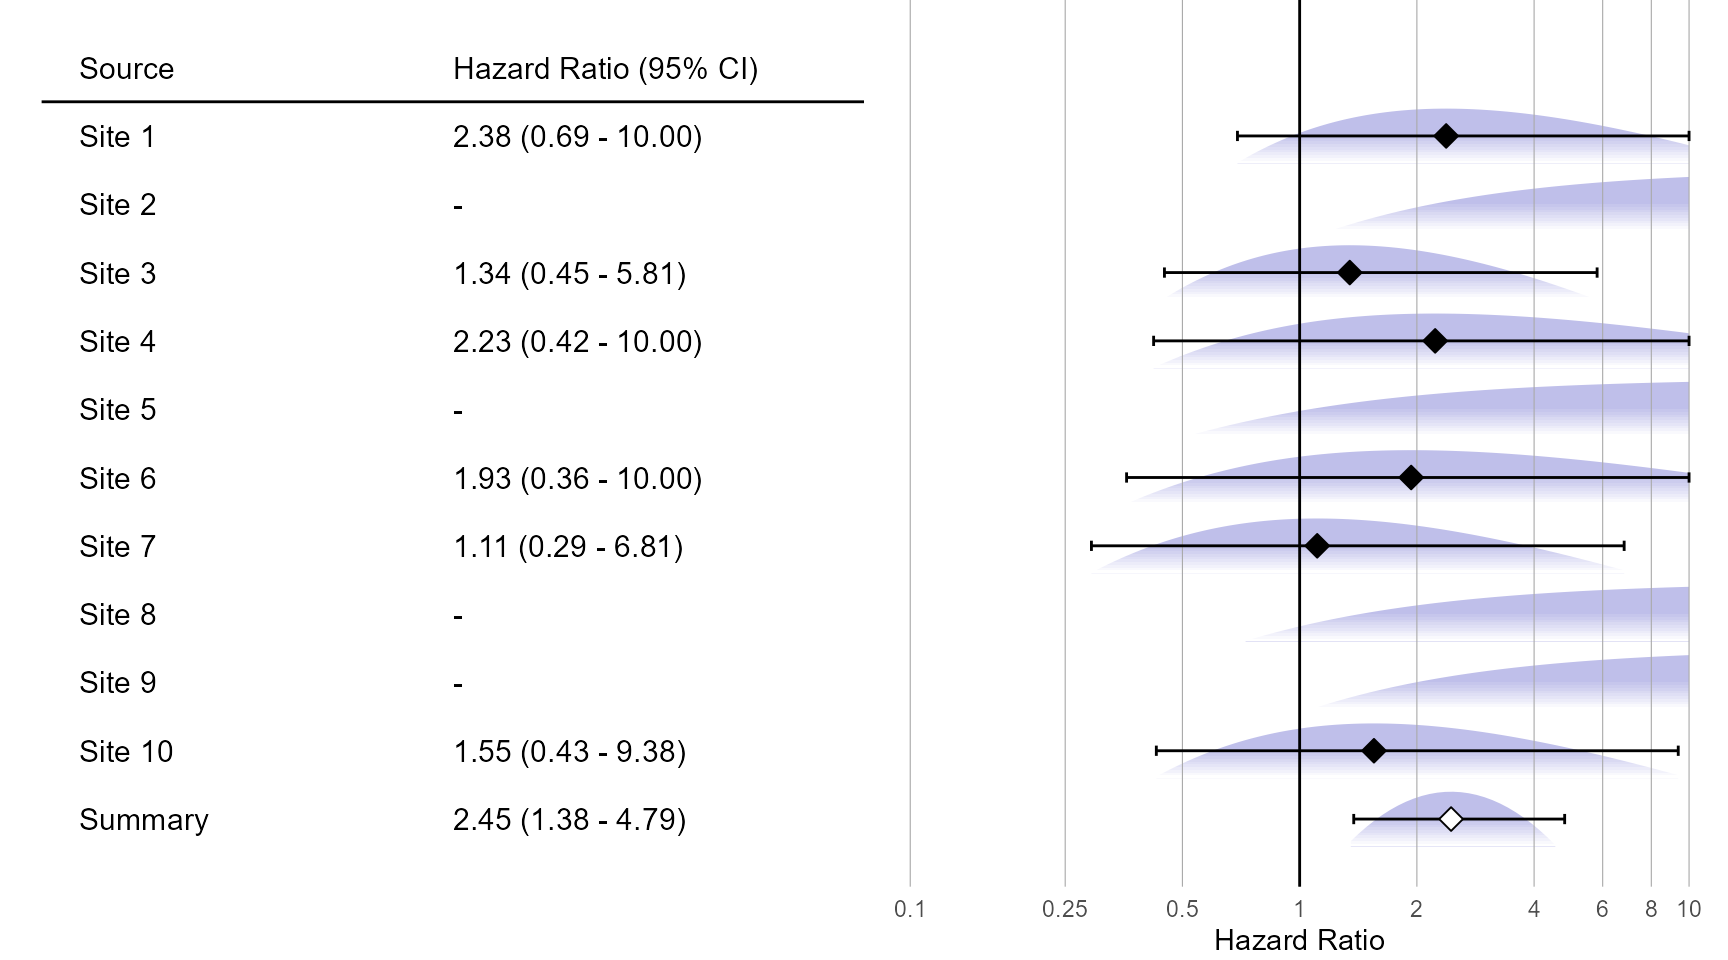 Source Hazard Ratio (95% CI)
Site 1 2.38 (0.69 - 10.00)
Site 2 -
Site 3 1.34 (0.45 - 5.81)
Site 4 2.23 (0.42 - 10.00)
Site 5 -
Site 6 1.93 (0.36 - 10.00)
Site 7 1.11 (0.29 - 6.81)
Site 8 -
Site 9 -
Site 10 1.55 (0.43 - 9.38)
Summary 2.45 (1.38 - 4.79)
0.1 0.25 0.5 1 2 4 6 8 10
Hazard Ratio